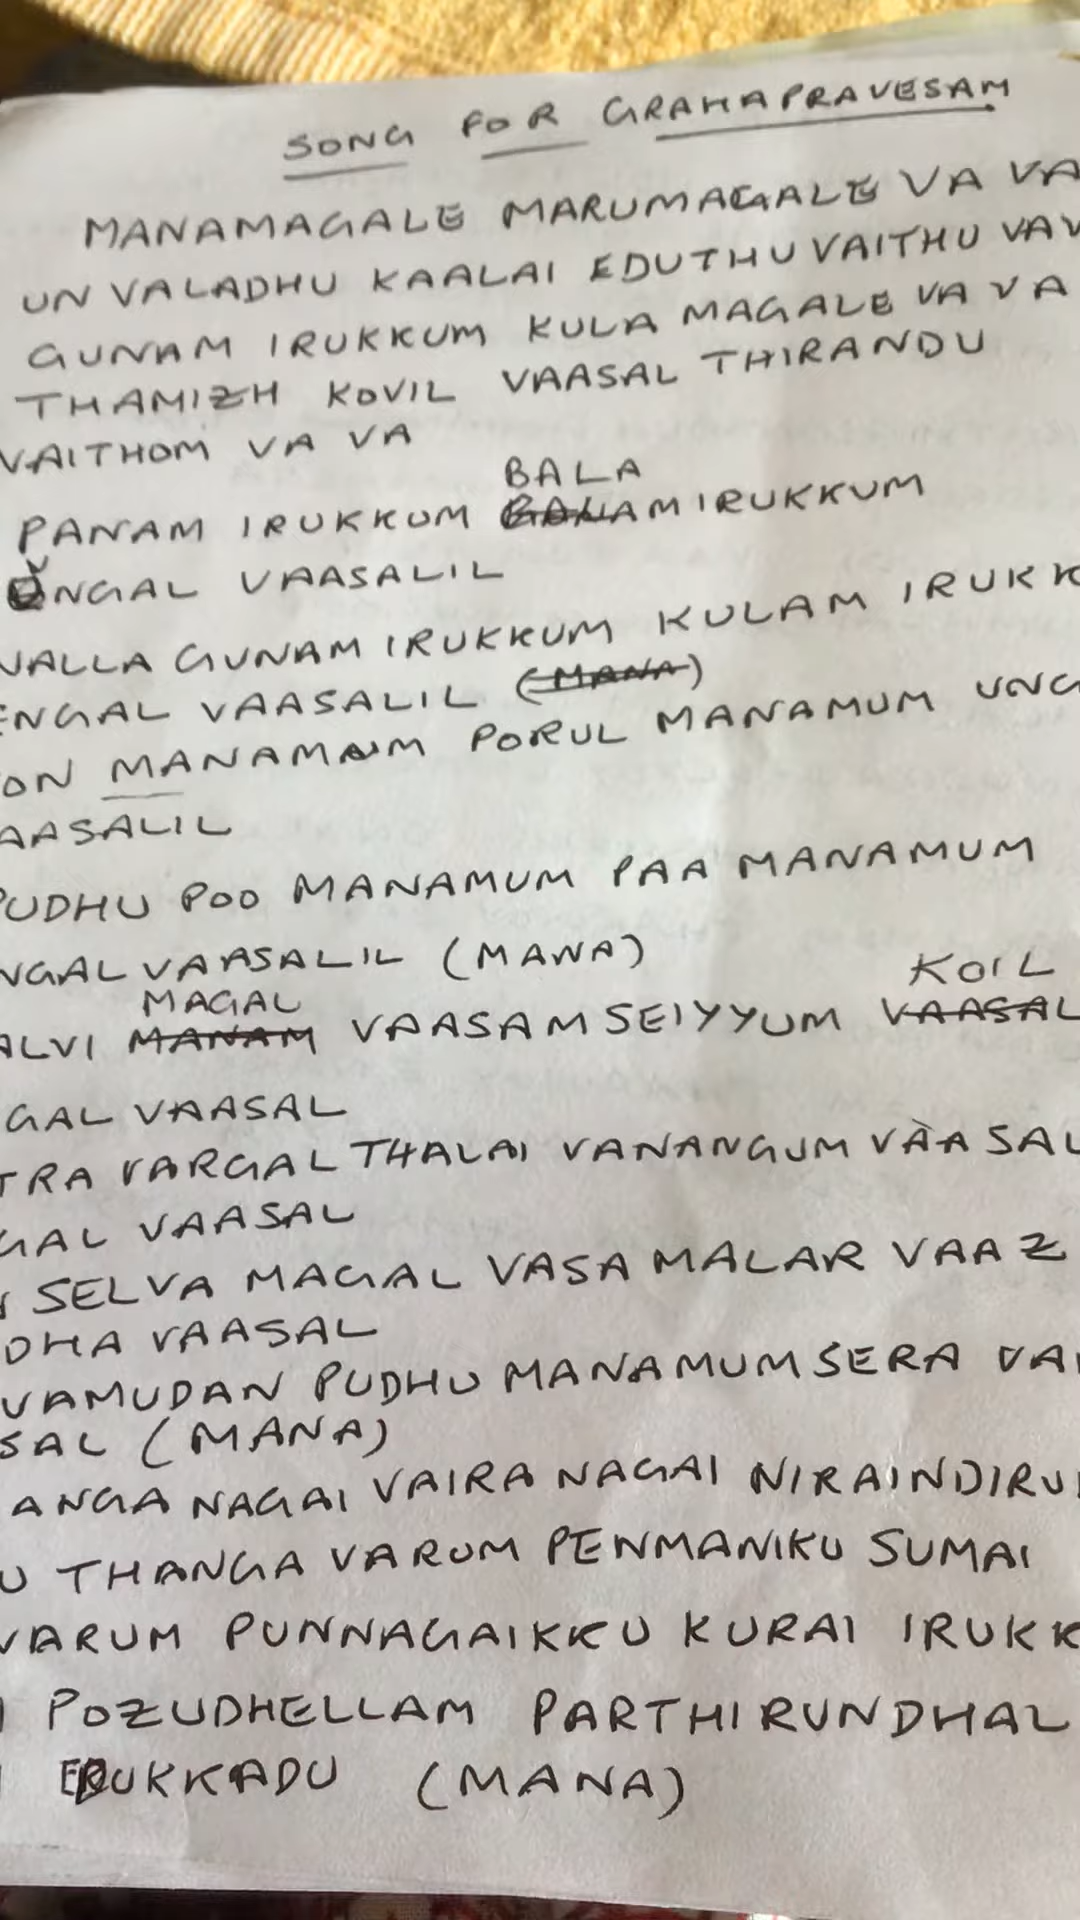 SONG FOR GRAHAPRAVESAM
MANAMAGALE MARUMAGALE VA VA
UN VALADHU KAALAI EDUTHU VAITHU VA V
GUNAM IRUKKUM KULA MAGALE VA VA
THAMIZH KOVIL VAASAL THIRANDU
VAITHOM VA VA
BALA
PANAM IRUKKUM AM IRUKKUM
UNGAL VAASALIL
NALLA GUNAM IRUKKUM KULAM IRUKK
ENGAL VAASALIL (MANA)
ON MANAMUM PORUL MANAMUM UNG
AASALIL
PUDHU POO MANAMUM PAA MANAMUM
NGAL VAASALIL (MANA)
MAGAL KOIL
ALVI MANAM VAASAM SEIYYUM VAASAL
GAL VAASAL
TRA VARGAL THALAI VANANGUM VAASAL
GAL VAASAL
SELVA MAGAL VASA MALAR VAAZ
DHA VAASAL
VAMUDAN PUDHU MANAMUM SERA VA
SAL (MANA)
ANGA NAGAI VAIRA NAGAI NIRAINDIRU
U THANGA VARUM PENMANIKU SUMAI
VARUM PUNNAGAIKKU KURAI IRUKK
POZUDHELLAM PARTHIRUNDHAL
ERUKKADU (MANA)